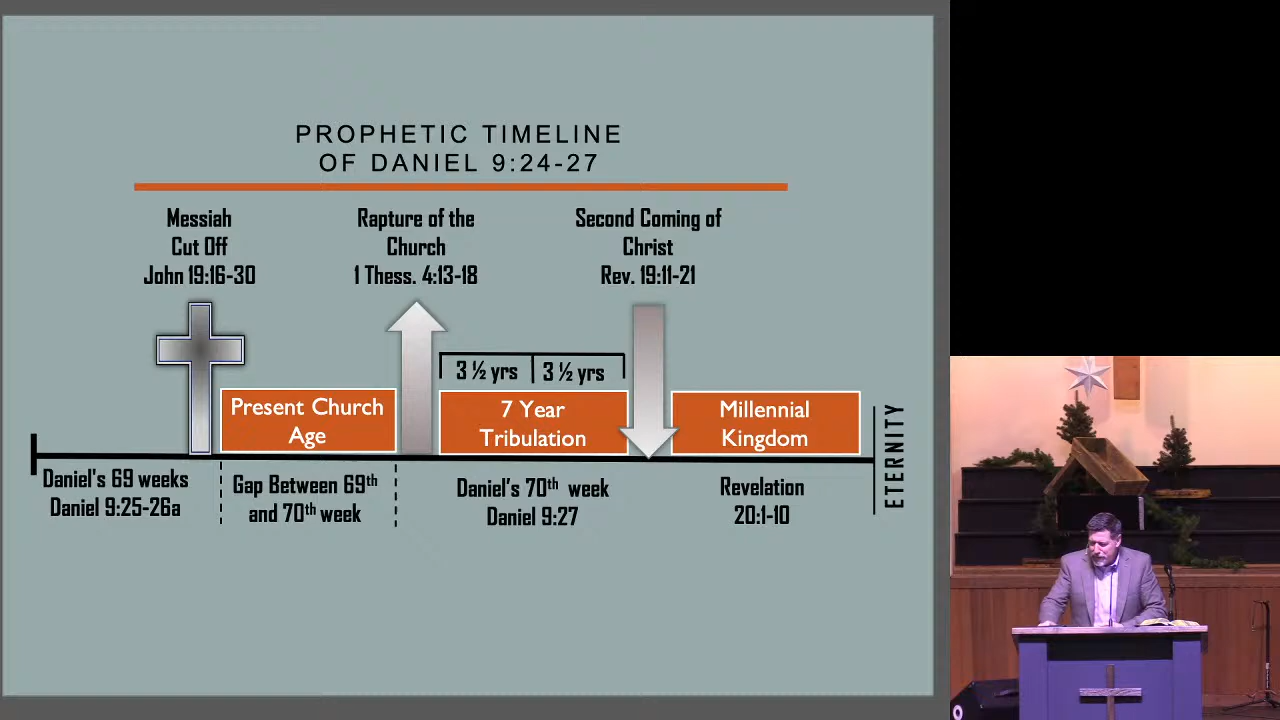 PROPHETIC TIMELINE
OF DANIEL 9:24-27
Messiah
Cut Off
John 19:16-30
Rapture of the
Church
1 Thess. 4:13-18
Second Coming of
Christ
Rev. 19:11-21
3 ½ yrs
3 ½ yrs
Present Church
Age
7 Year
Tribulation
Millennial
Kingdom
ETERNITY
Daniel's 69 weeks
Daniel 9:25-26a
Gap Between 69th
and 70th week
Daniel's 70th week
Daniel 9:27
Revelation
20:1-10